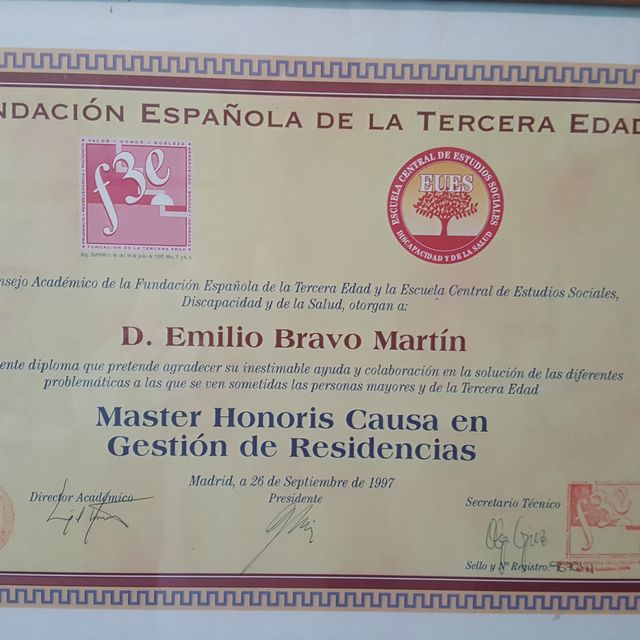 NDACIÓN ESPAÑOLA DE LA TERCERA EDAD
VALOR • HONOR • NOBLEZA
f3e
FUNDACION DE LA TERCERA EDAD
ESCUELA CENTRAL DE ESTUDIOS SOCIALES
EUES
DISCAPACIDAD Y DE LA SALUD
nsejo Académico de la Fundación Española de la Tercera Edad y la Escuela Central de Estudios Sociales,
Discapacidad y de la Salud, otorgan a:
D. Emilio Bravo Martín
ente diploma que pretende agradecer su inestimable ayuda y colaboración en la solución de las diferentes
problemáticas a las que se ven sometidas las personas mayores y de la Tercera Edad
Master Honoris Causa en
Gestión de Residencias
Madrid, a 26 de Septiembre de 1997
Director Académico
Presidente
Secretario Técnico
f3e
Sello y Nº Registro: